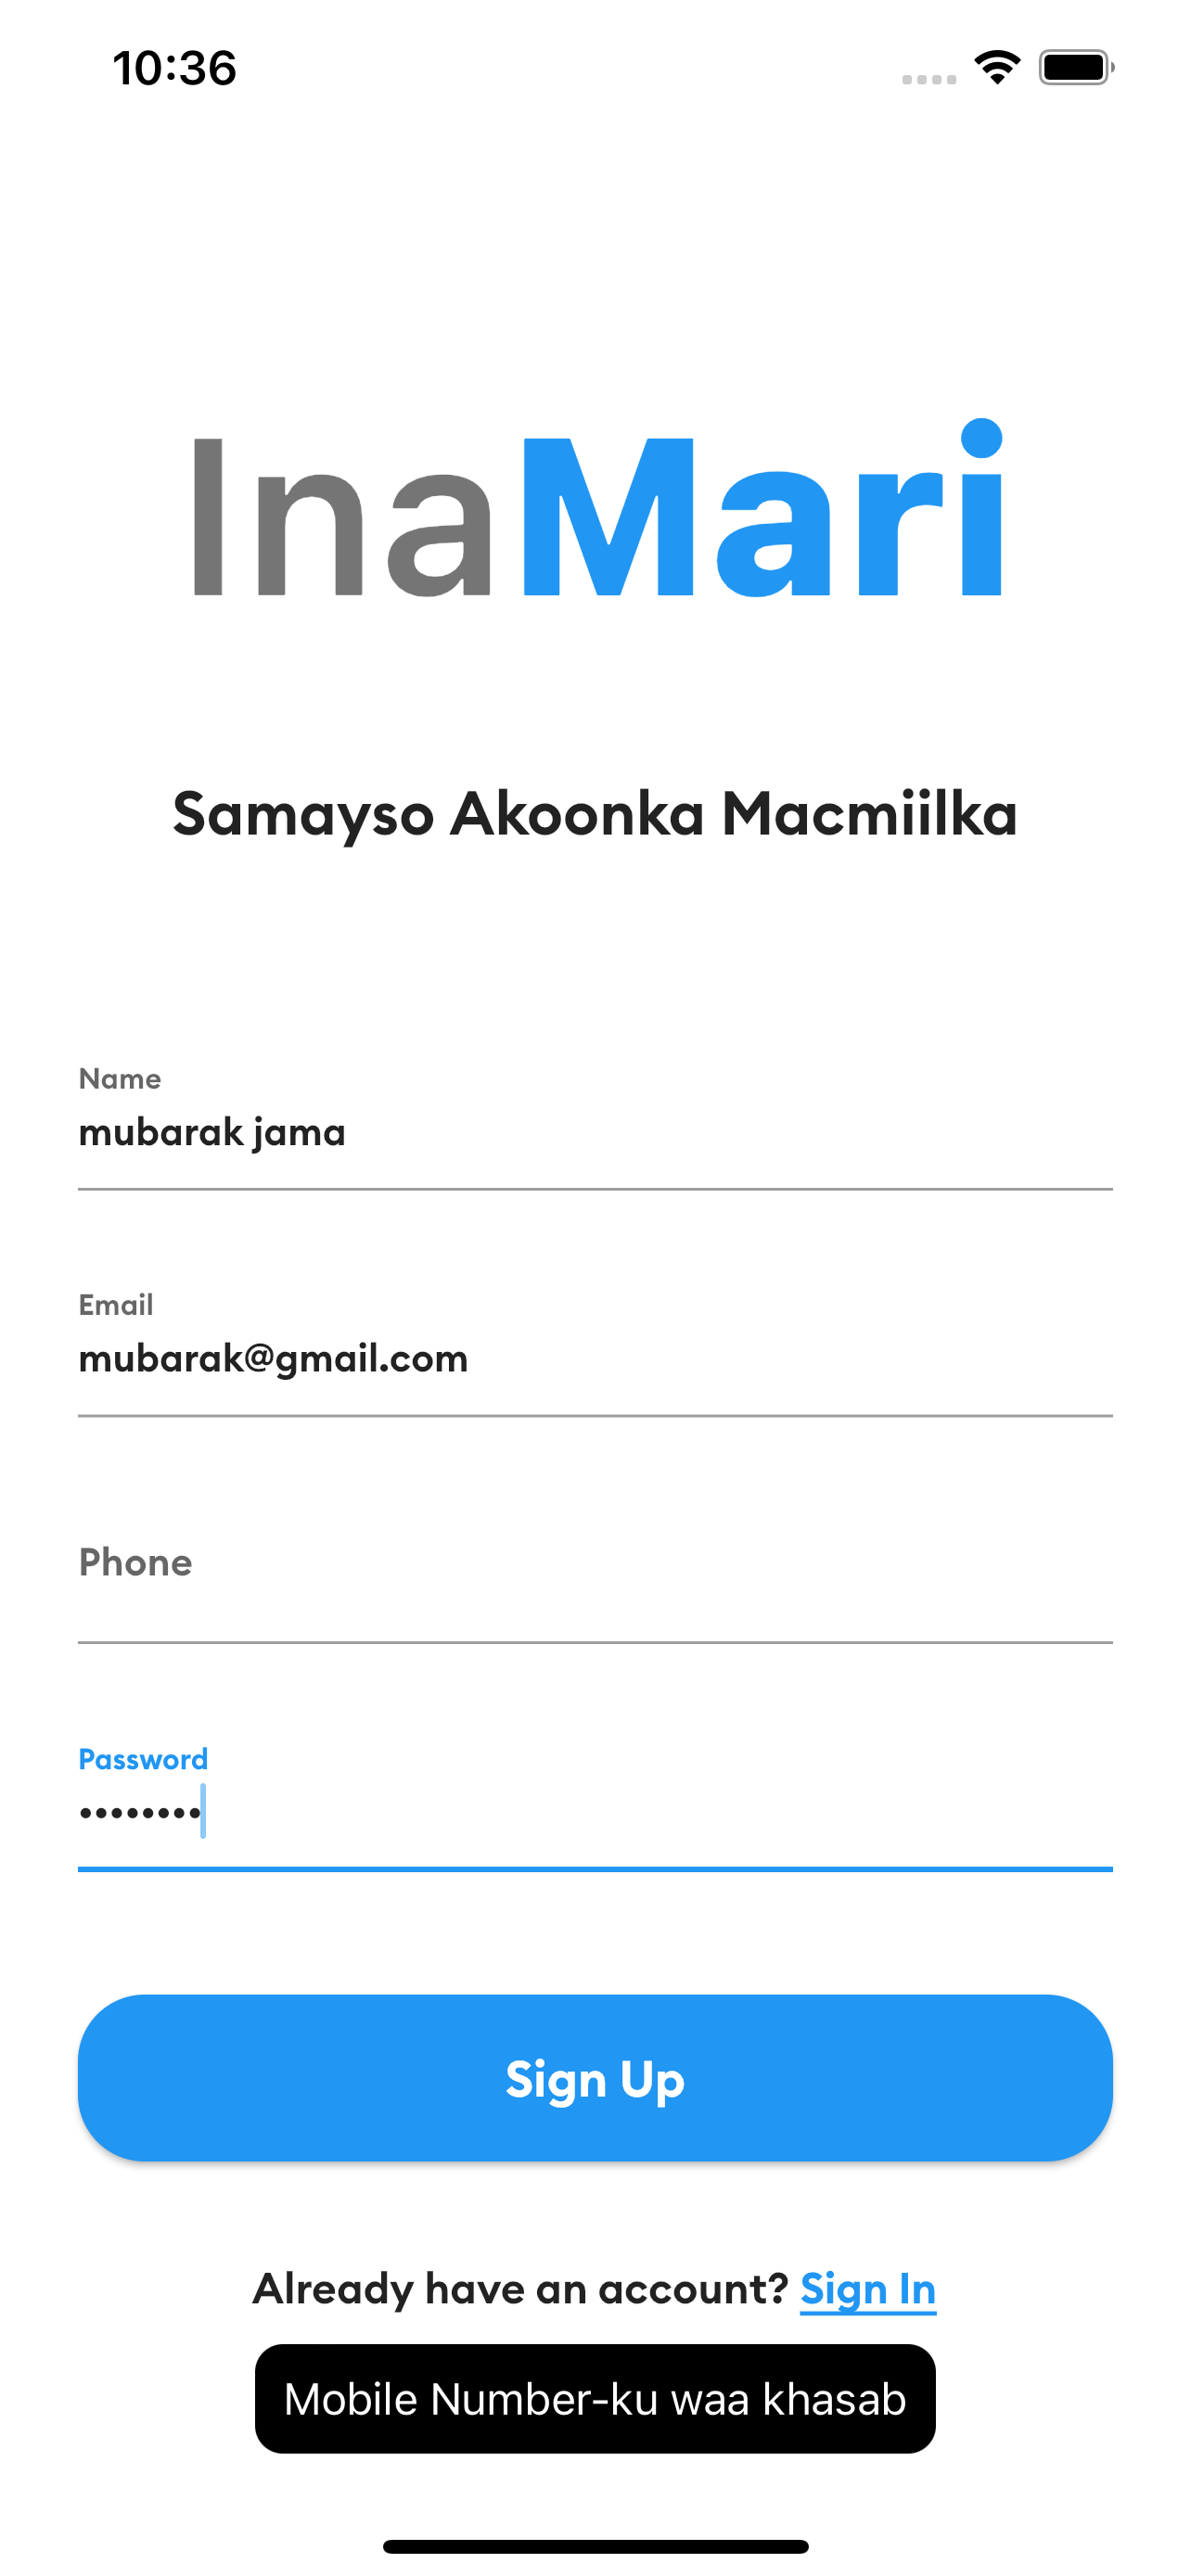 10:36
InaMari
Samayso Akoonka Macmiilka
Name
mubarak jama
Email
mubarak@gmail.com
Phone
Password
••••••••
Sign Up
Already have an account? Sign In
Mobile Number-ku waa khasab